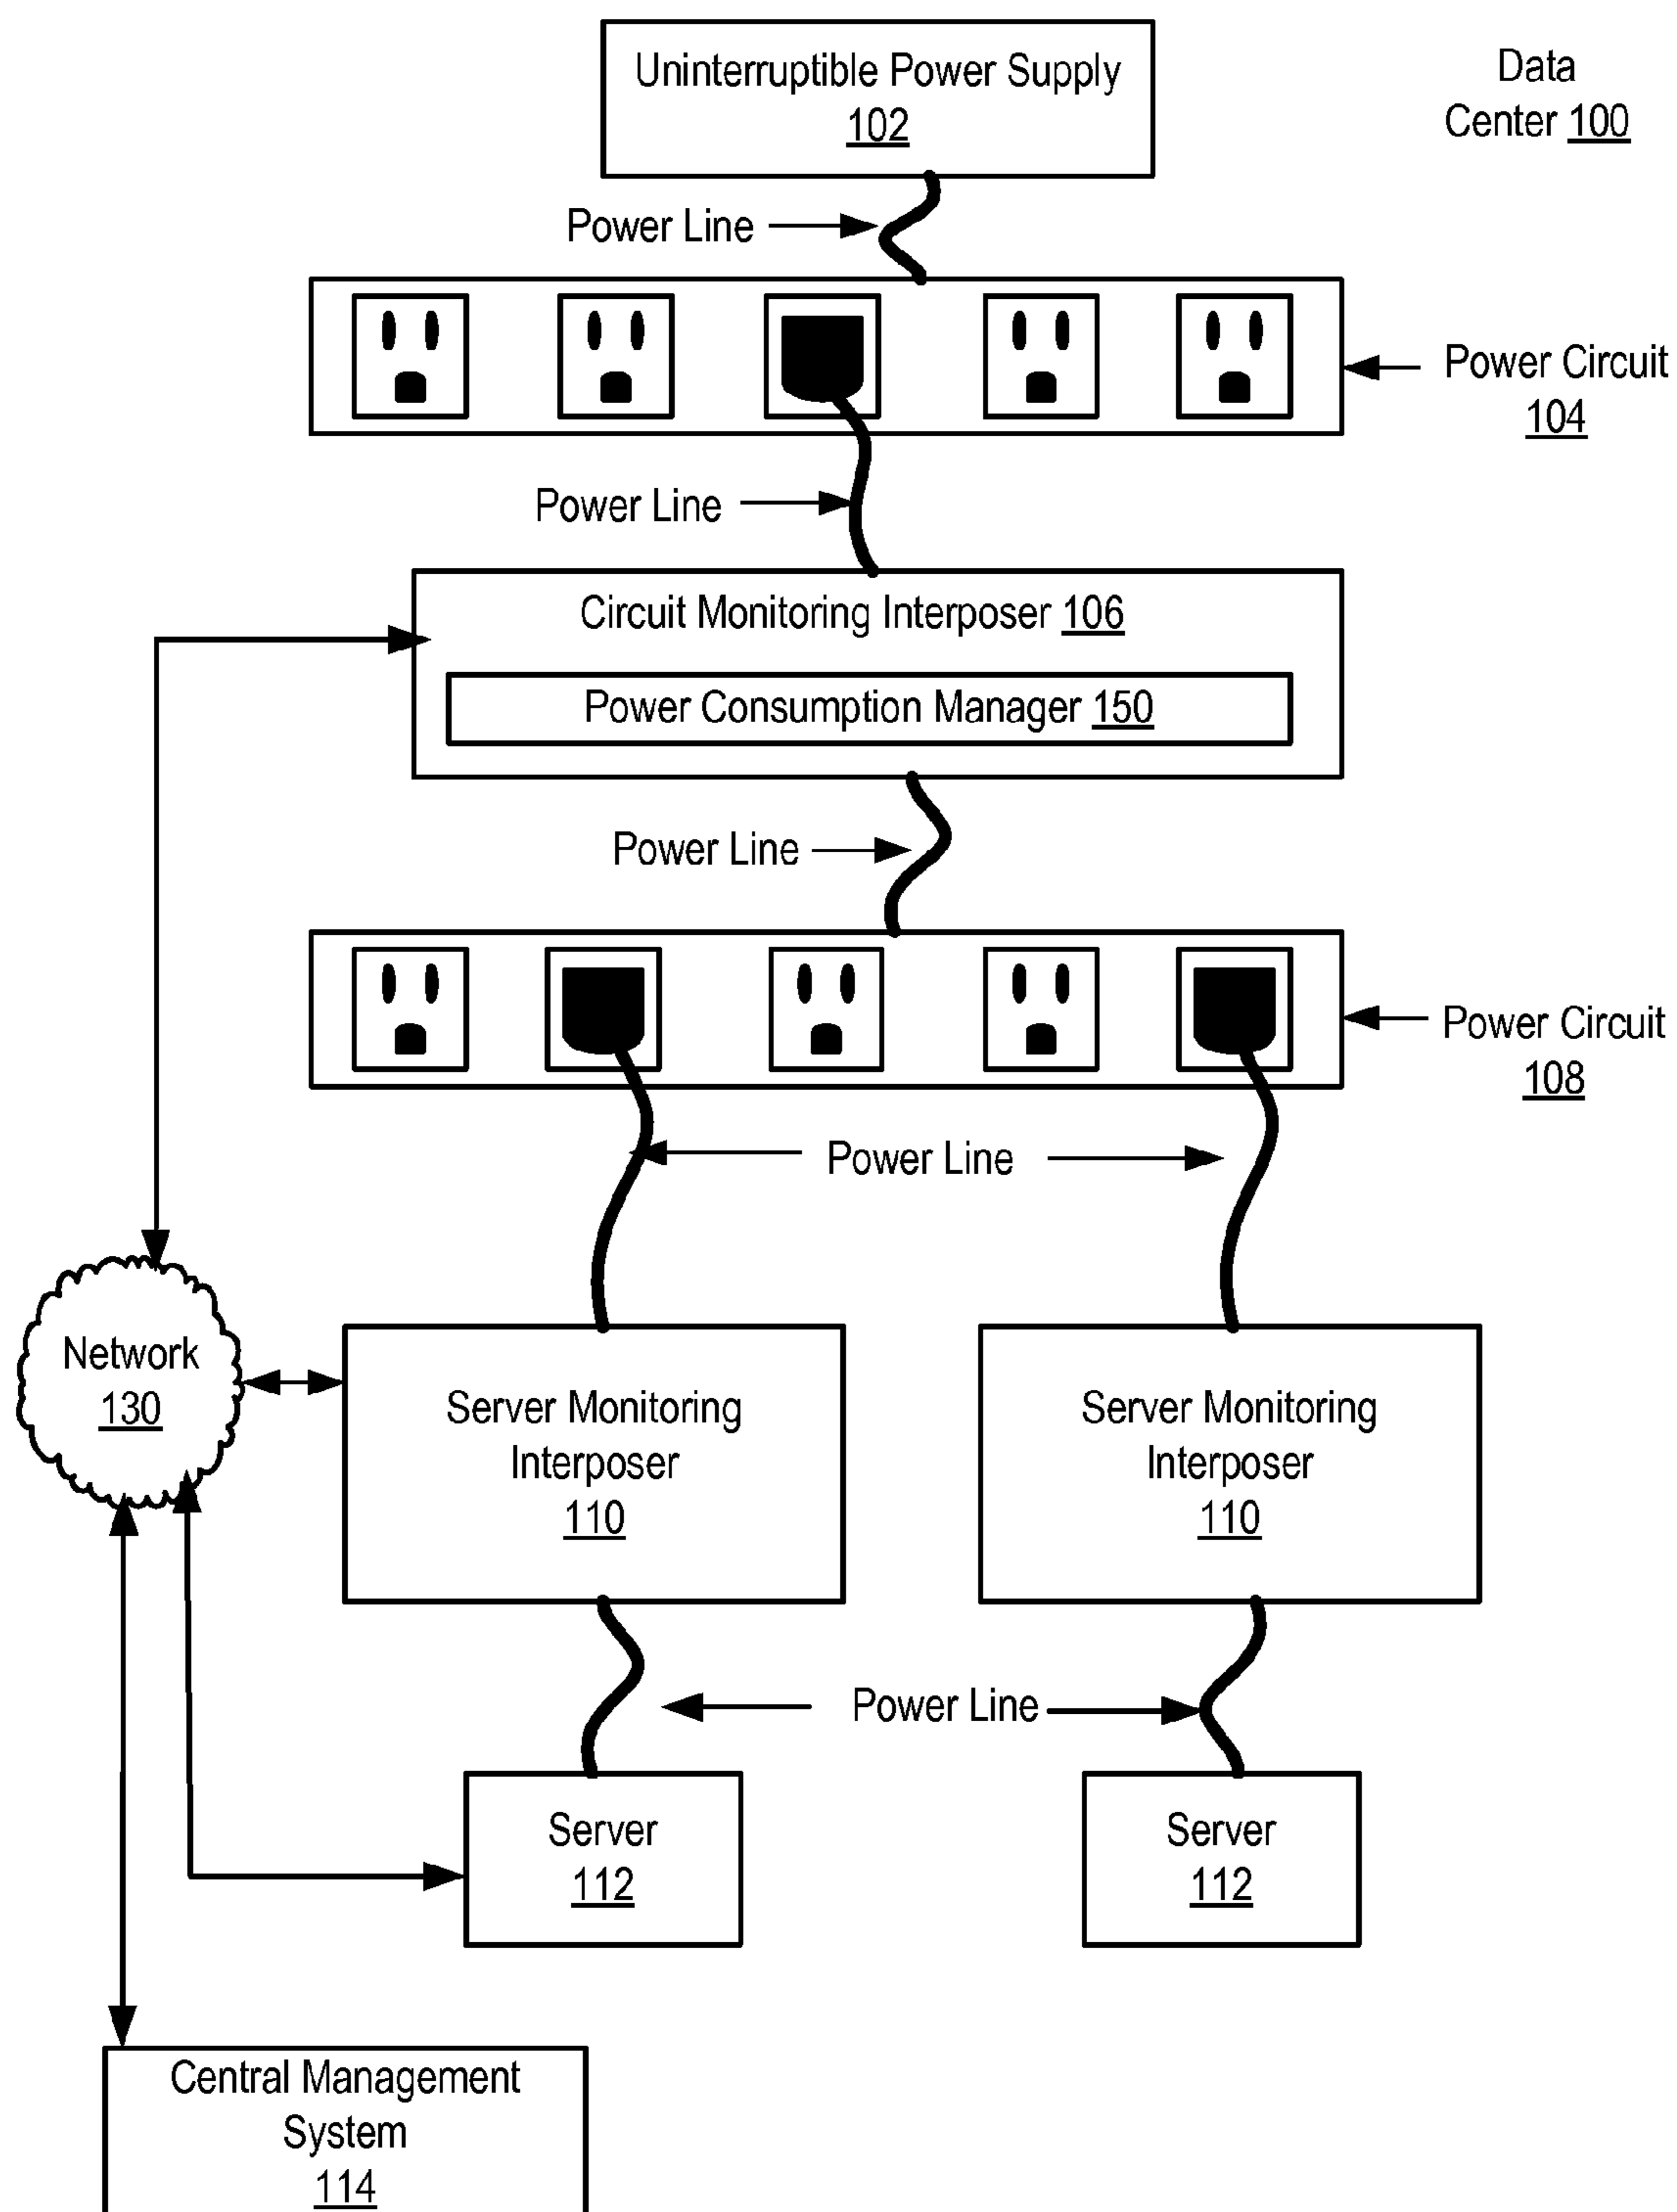 Uninterruptible Power Supply
102
Data
Center 100
Power Line
Power Circuit
104
Power Line
Circuit Monitoring Interposer 106
Power Consumption Manager 150
Power Line
Power Circuit
108
Power Line
Network
130
Server Monitoring
Interposer
110
Server Monitoring
Interposer
110
Power Line
Server
112
Server
112
Central Management
System
114